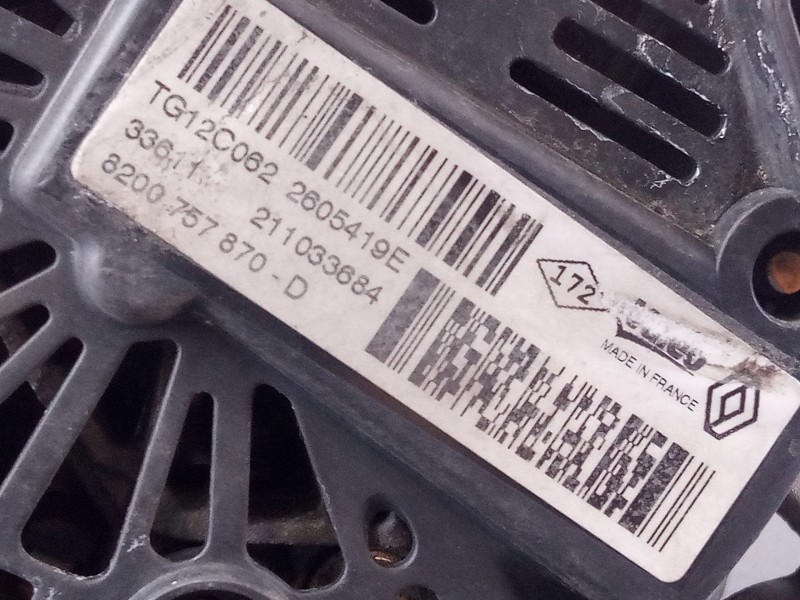 TG12C062 2605419E
211033684
8200 757 870-D
172
MADE IN FRANCE